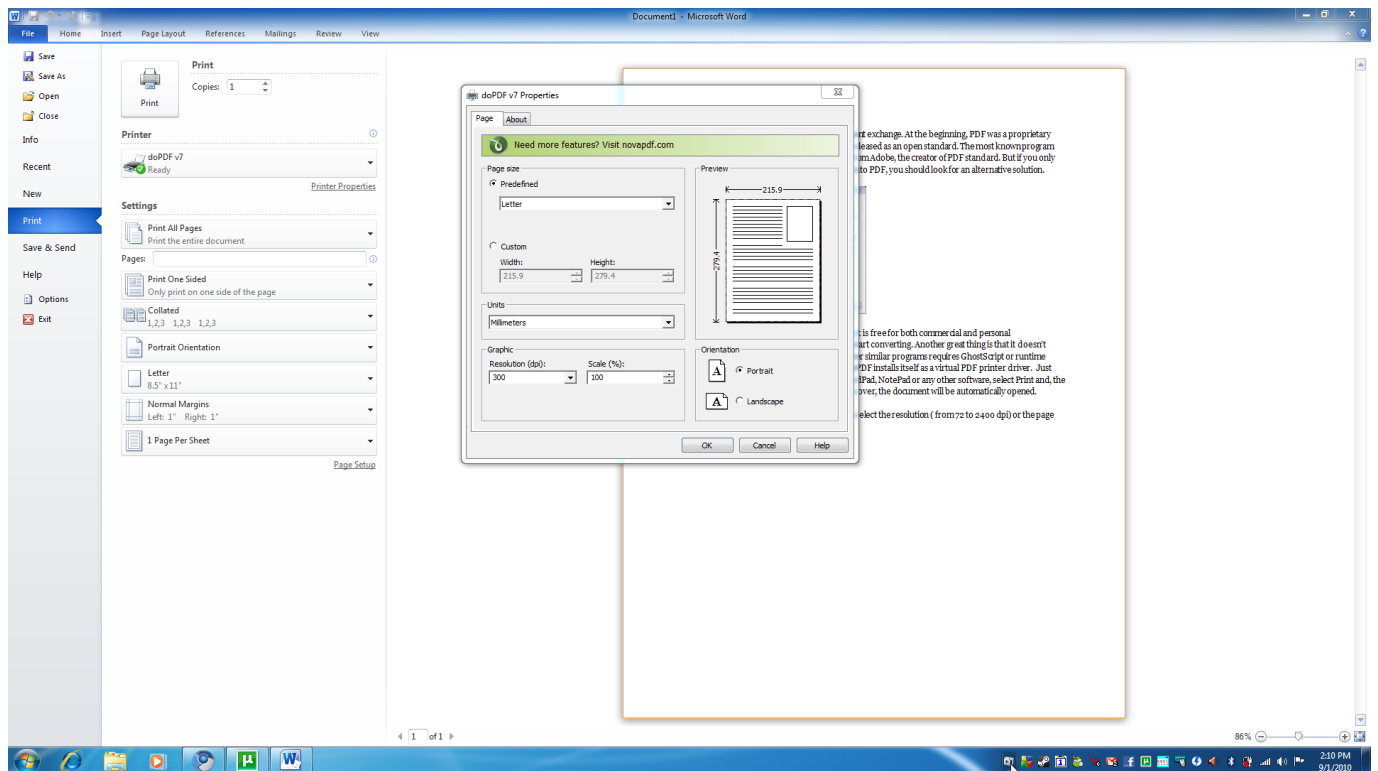 Document1 - Microsoft Word
File Home Insert Page Layout References Mailings Review View
Save
Save As
Open
Close
Info
Recent
New
Print
Save & Send
Help
Options
Exit
Print
Print
Copies: 1
Printer
doPDF v7
Ready
Printer Properties
Settings
Print All Pages
Print the entire document
Pages:
Print One Sided
Only print on one side of the page
Collated
1,2,3 1,2,3 1,2,3
Portrait Orientation
Letter
8.5" x 11"
Normal Margins
Left: 1" Right: 1"
1 Page Per Sheet
Page Setup
doPDF v7 Properties
Page About
Need more features? Visit novapdf.com
Page size
Predefined
Letter
Custom
Width: Height:
215.9 279.4
Units
Millimeters
Graphic
Resolution (dpi): Scale (%):
300 100
Preview
215.9
279.4
Orientation
A Portrait
A Landscape
OK Cancel Help
nt exchange. At the beginning, PDF was a proprietary
leased as an open standard. The most known program
om Adobe, the creator of PDF standard. But if you only
to PDF, you should look for an alternative solution.
t is free for both commercial and personal
art converting. Another great thing is that it doesn't
r similar programs requires GhostScript or runtime
PDF installs itself as a virtual PDF printer driver. Just
dPad, NotePad or any other software, select Print and, the
over, the document will be automatically opened.
elect the resolution ( from 72 to 2400 dpi) or the page
1 of 1
86%
2:10 PM
9/1/2010